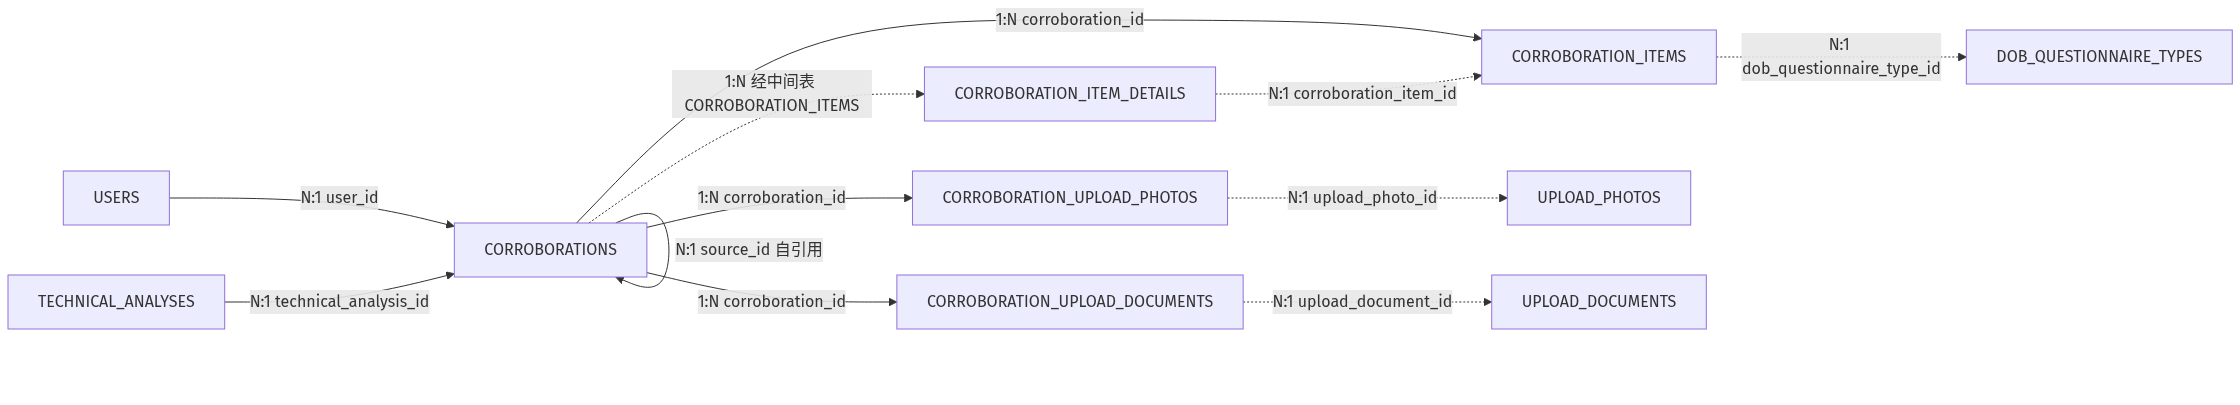 1:N corroboration_id
CORROBORATION_ITEMS
N:1
dob_questionnaire_type_id
DOB_QUESTIONNAIRE_TYPES
1:N 经中间表
CORROBORATION_ITEMS
CORROBORATION_ITEM_DETAILS
N:1 corroboration_item_id
USERS
N:1 user_id
1:N corroboration_id
CORROBORATION_UPLOAD_PHOTOS
N:1 upload_photo_id
UPLOAD_PHOTOS
CORROBORATIONS
N:1 source_id 自引用
TECHNICAL_ANALYSES
N:1 technical_analysis_id
1:N corroboration_id
CORROBORATION_UPLOAD_DOCUMENTS
N:1 upload_document_id
UPLOAD_DOCUMENTS